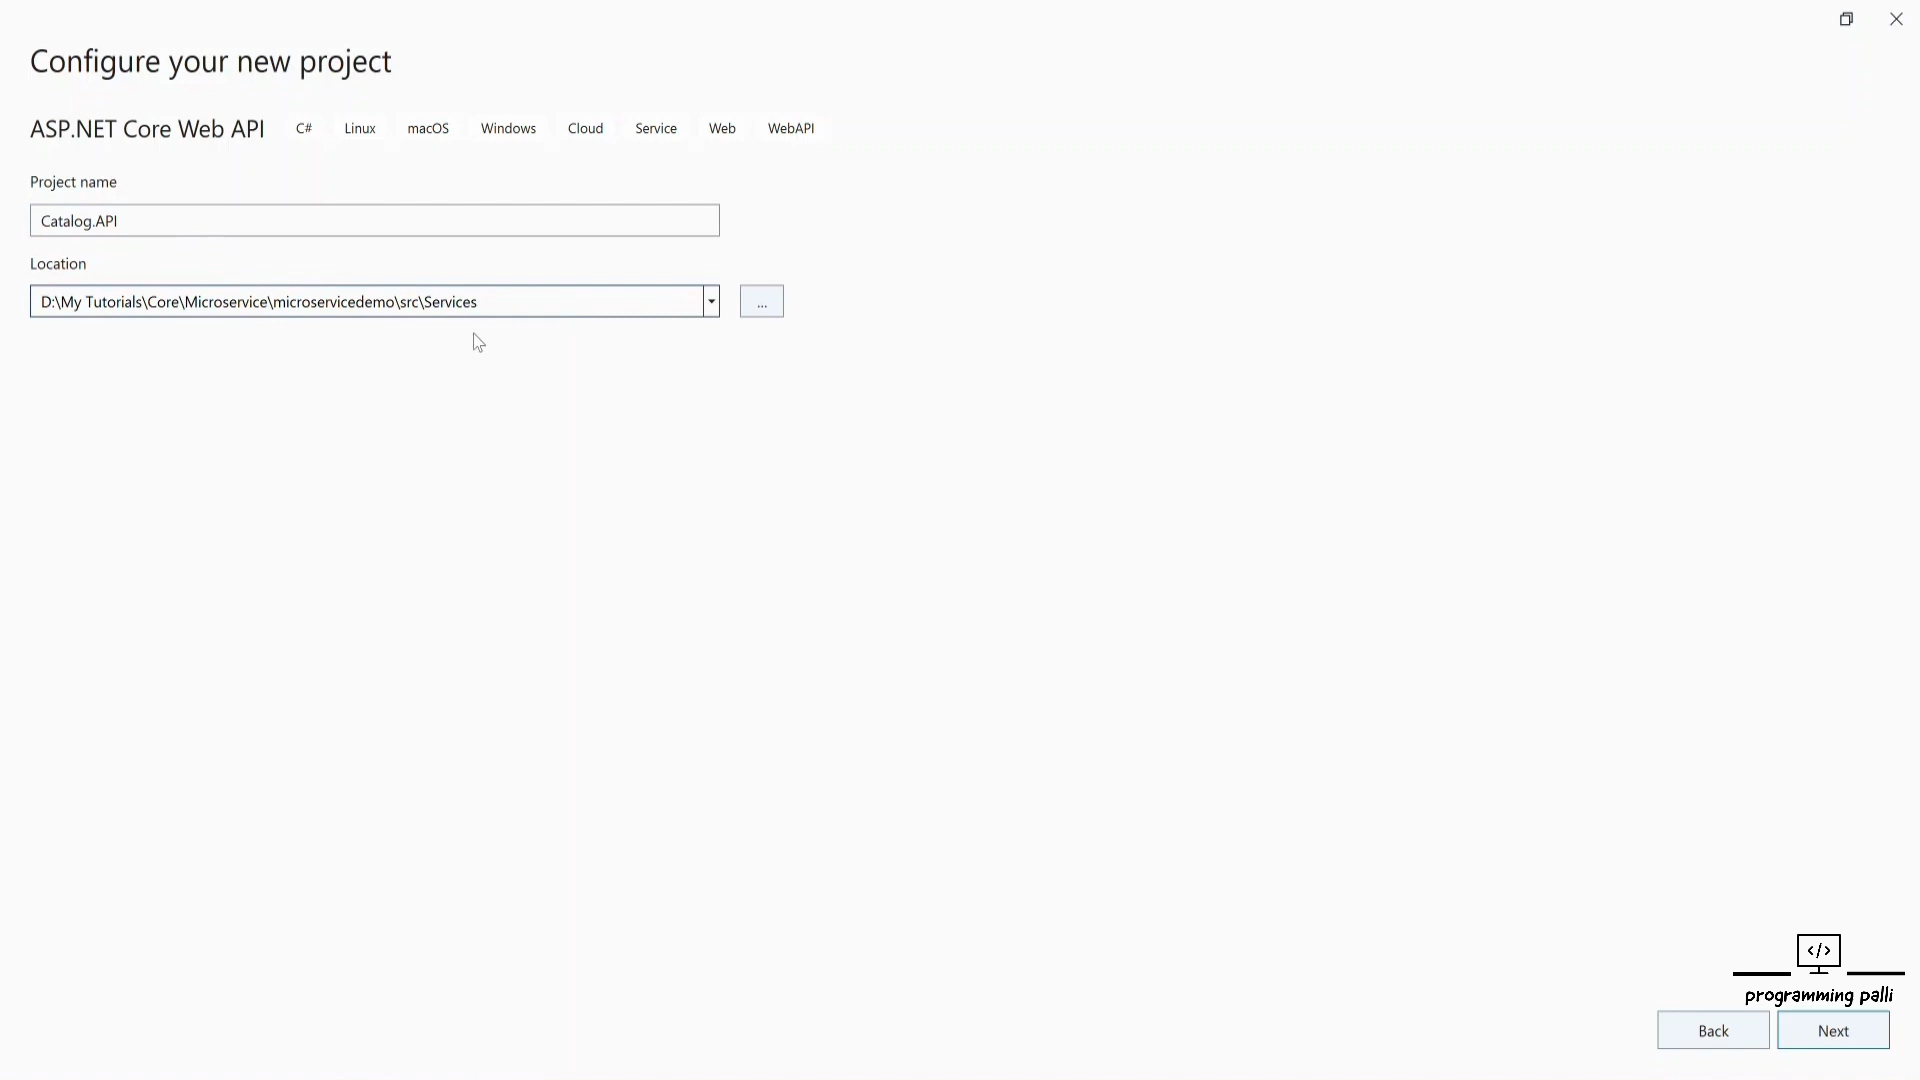 Configure your new project
ASP.NET Core Web API C# Linux macOS Windows Cloud Service Web WebAPI
Project name
Catalog.API
Location
D:\My Tutorials\Core\Microservice\microservicedemo\src\Services
...
</>
programming palli
Back Next